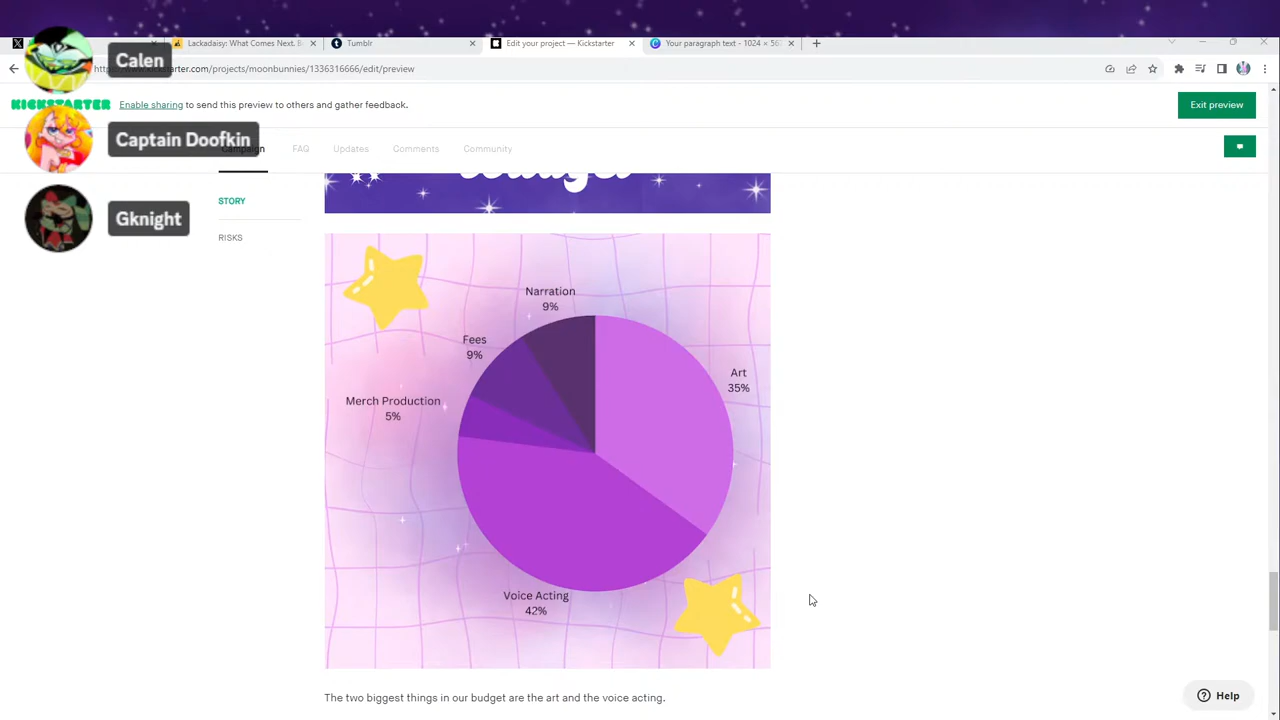 Lackadaisy: What Comes Next. B
Tumblr
Edit your project — Kickstarter
Your paragraph text - 1024 × 56
kickstarter.com/projects/moonbunnies/1336316666/edit/preview
Calen
KICKSTARTER
Enable sharing to send this preview to others and gather feedback.
Exit preview
Captain Doofkin
Campaign
FAQ
Updates
Comments
Community
STORY
Gknight
RISKS
Budget
Narration
9%
Fees
9%
Art
35%
Merch Production
5%
Voice Acting
42%
The two biggest things in our budget are the art and the voice acting.
Help